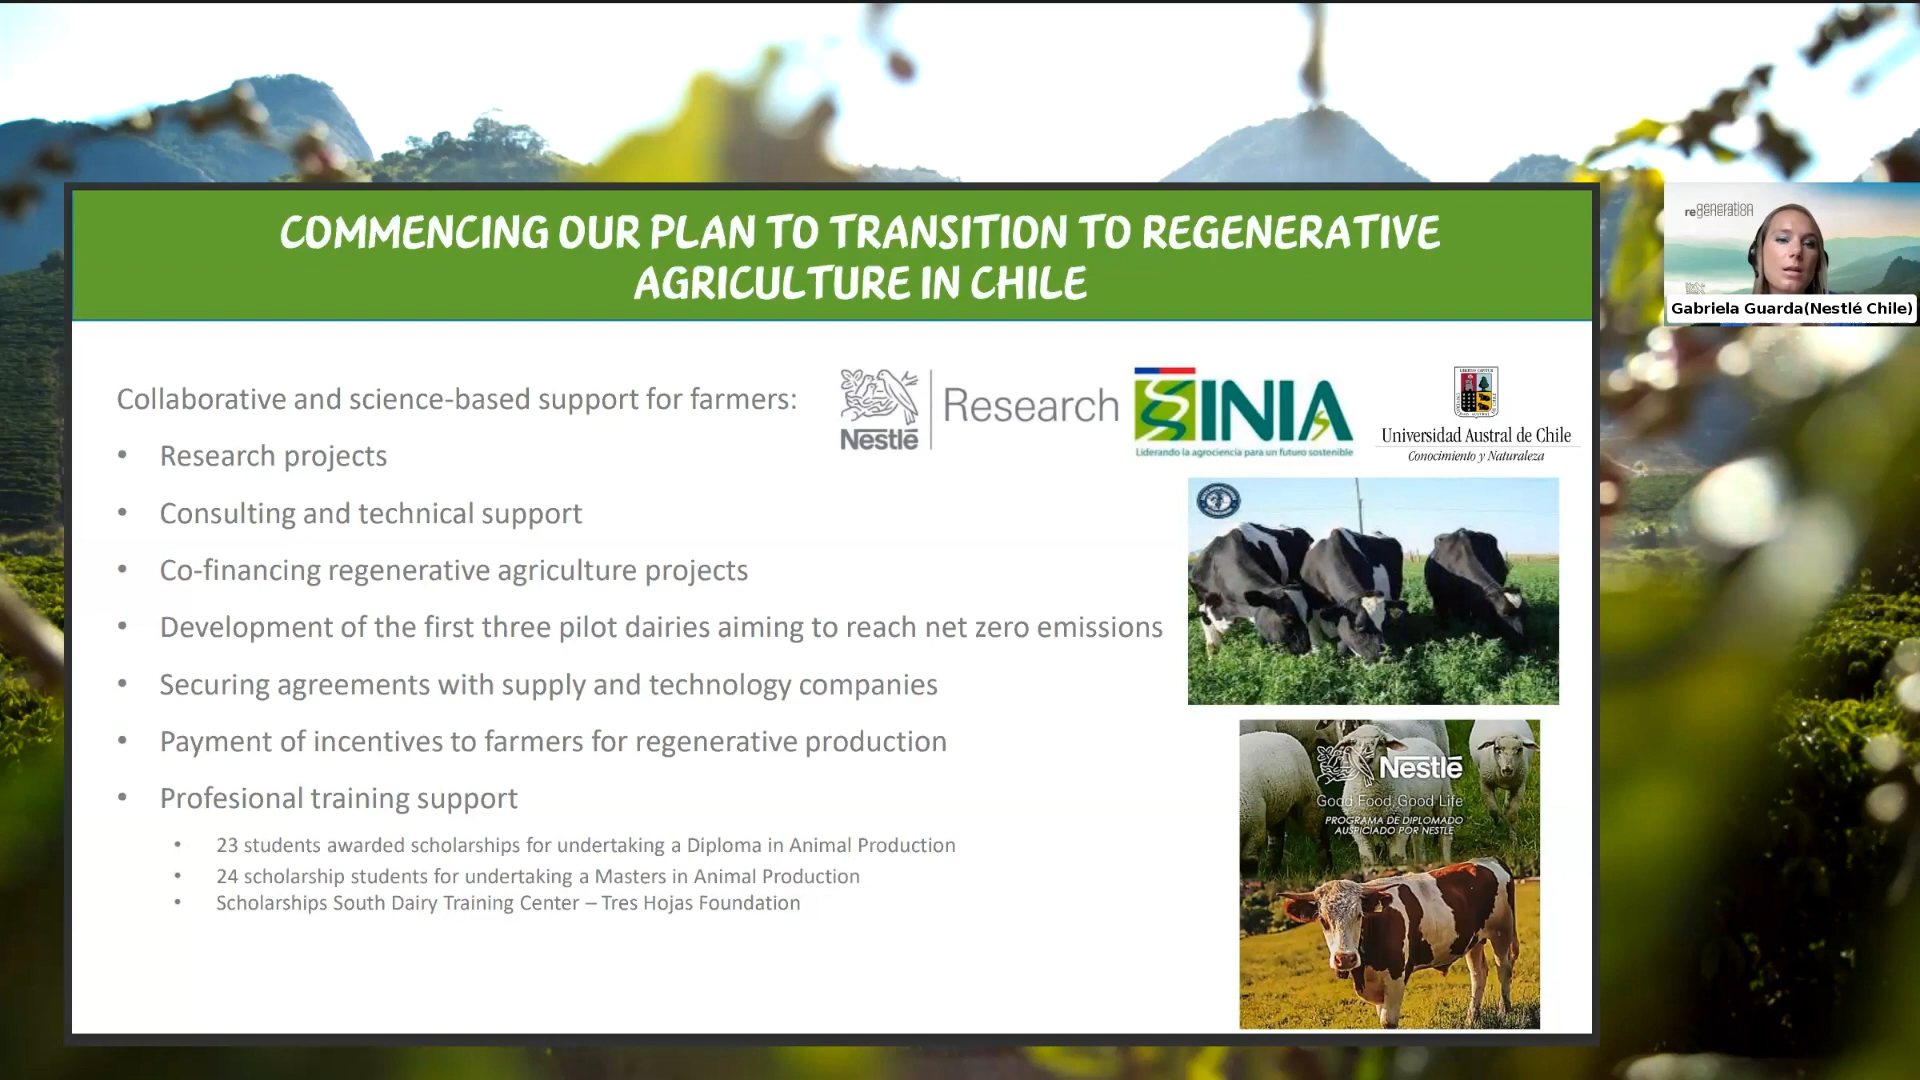 COMMENCING OUR PLAN TO TRANSITION TO REGENERATIVE
AGRICULTURE IN CHILE
generation
regeneration
Gabriela Guarda(Nestlé Chile)
Collaborative and science-based support for farmers:
Nestlé
Research
INIA
Liderando la agrociencia para un futuro sostenible
Universidad Austral de Chile
Conocimiento y Naturaleza
• Research projects
• Consulting and technical support
• Co-financing regenerative agriculture projects
• Development of the first three pilot dairies aiming to reach net zero emissions
• Securing agreements with supply and technology companies
• Payment of incentives to farmers for regenerative production
• Profesional training support
• 23 students awarded scholarships for undertaking a Diploma in Animal Production
• 24 scholarship students for undertaking a Masters in Animal Production
• Scholarships South Dairy Training Center – Tres Hojas Foundation
Nestlé
Good Food, Good Life
PROGRAMA DE DIPLOMADO
AUSPICIADO POR NESTLE